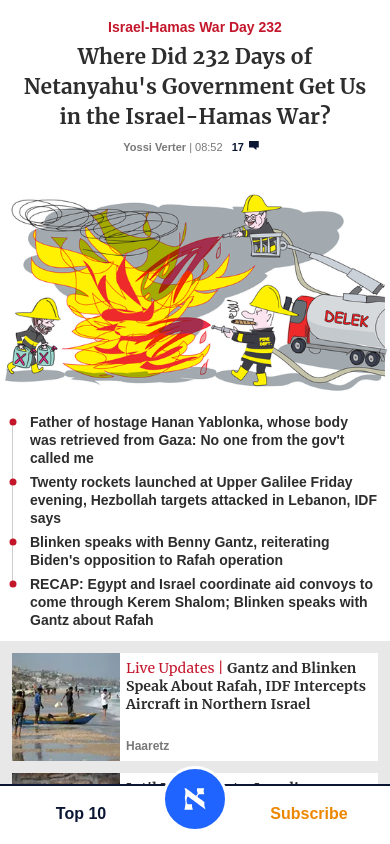 Israel-Hamas War Day 232
Where Did 232 Days of
Netanyahu's Government Get Us
in the Israel-Hamas War?
Yossi Verter | 08:52 17
DELEK
FIRE
DEPT
Father of hostage Hanan Yablonka, whose body
was retrieved from Gaza: No one from the gov't
called me
Twenty rockets launched at Upper Galilee Friday
evening, Hezbollah targets attacked in Lebanon, IDF
says
Blinken speaks with Benny Gantz, reiterating
Biden's opposition to Rafah operation
RECAP: Egypt and Israel coordinate aid convoys to
come through Kerem Shalom; Blinken speaks with
Gantz about Rafah
Live Updates | Gantz and Blinken
Speak About Rafah, IDF Intercepts
Aircraft in Northern Israel
Haaretz
Top 10
Subscribe